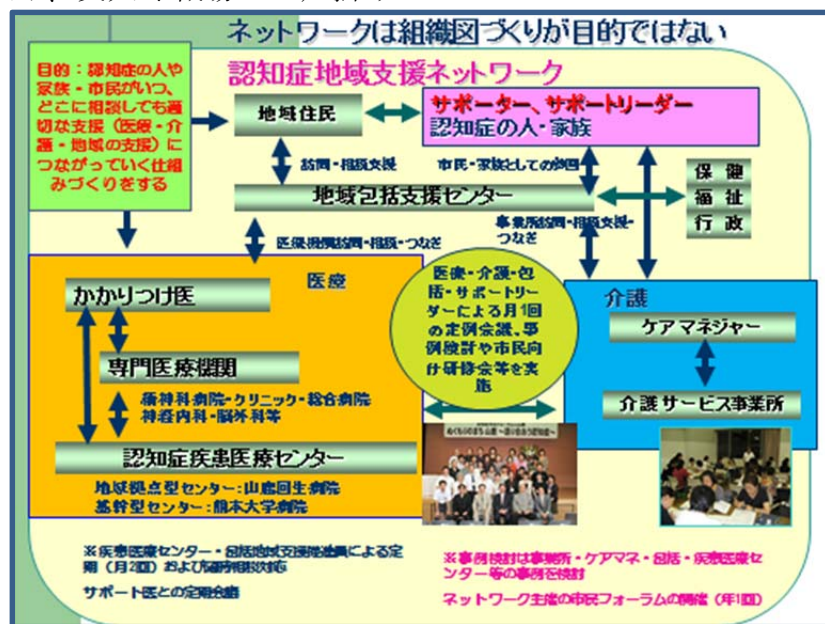 ネットワークは組織図づくりが目的ではない
目的：認知症の人や
家族・市民がいつ、
どこに相談しても適
切な支援（医療・介
護・地域の支援）に
つながっていく仕組
みづくりをする
認知症地域支援ネットワーク
地域住民
サポーター、サポートリーダー
認知症の人・家族
訪問・相談支援
市民・家族としての参画
保 健
福 祉
行 政
地域包括支援センター
事業所訪問・相談支援・
つなぎ
医療機関訪問・相談・つなぎ
医療
かかりつけ医
専門医療機関
精神科病院・クリニック・総合病院
神経内科・脳外科等
認知症疾患医療センター
地域拠点型センター：山鹿回生病院
基幹型センター：熊本大学病院
医療・介護・包
括・サポートリー
ダーによる月1回
の定例会議、事
例検討や市民向
け研修会等を実
施
介護
ケアマネジャー
介護サービス事業所
※疾患医療センター・包括地域支援推進員による定
期（月2回）および随時相談対応
サポート医との定期会議
※事例検討は事業所・ケアマネ・包括・疾患医療セ
ンター等の事例を検討
ネットワーク主催の市民フォーラムの開催（年1回）